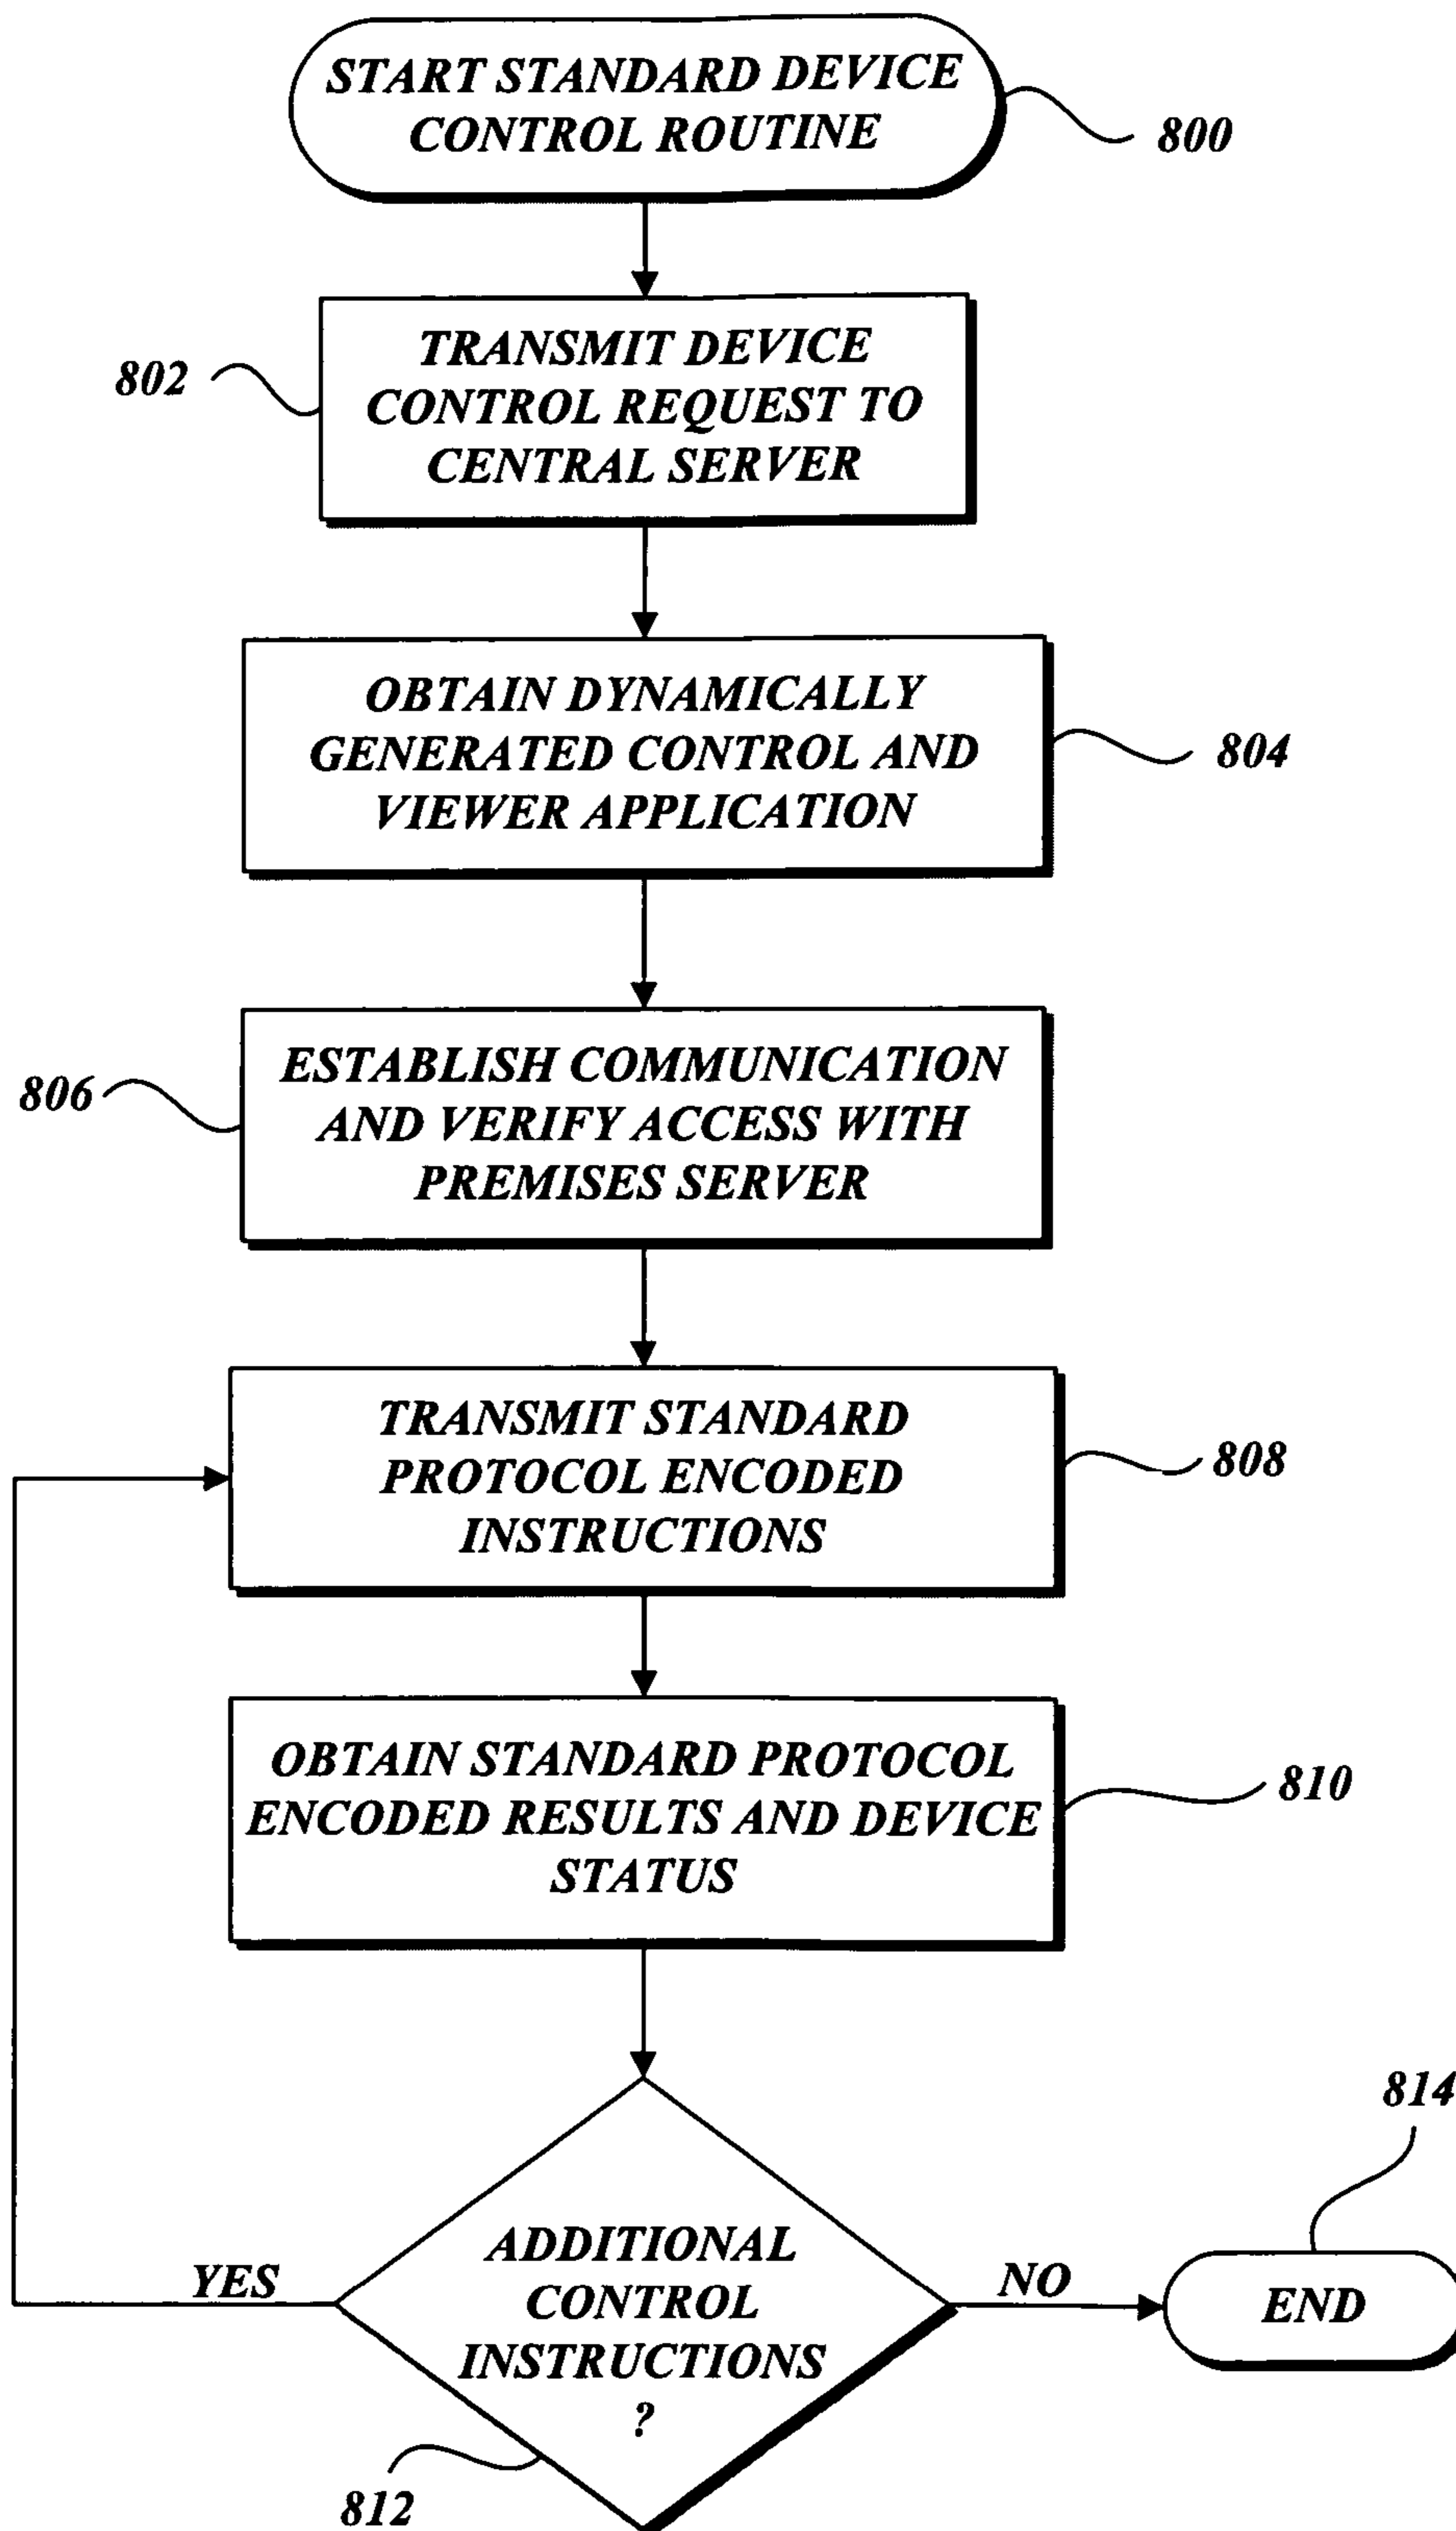 START STANDARD DEVICE
CONTROL ROUTINE
800
802
TRANSMIT DEVICE
CONTROL REQUEST TO
CENTRAL SERVER
OBTAIN DYNAMICALLY
GENERATED CONTROL AND
VIEWER APPLICATION
804
806
ESTABLISH COMMUNICATION
AND VERIFY ACCESS WITH
PREMISES SERVER
TRANSMIT STANDARD
PROTOCOL ENCODED
INSTRUCTIONS
808
OBTAIN STANDARD PROTOCOL
ENCODED RESULTS AND DEVICE
STATUS
810
814
YES
ADDITIONAL
CONTROL
INSTRUCTIONS
?
NO
END
812